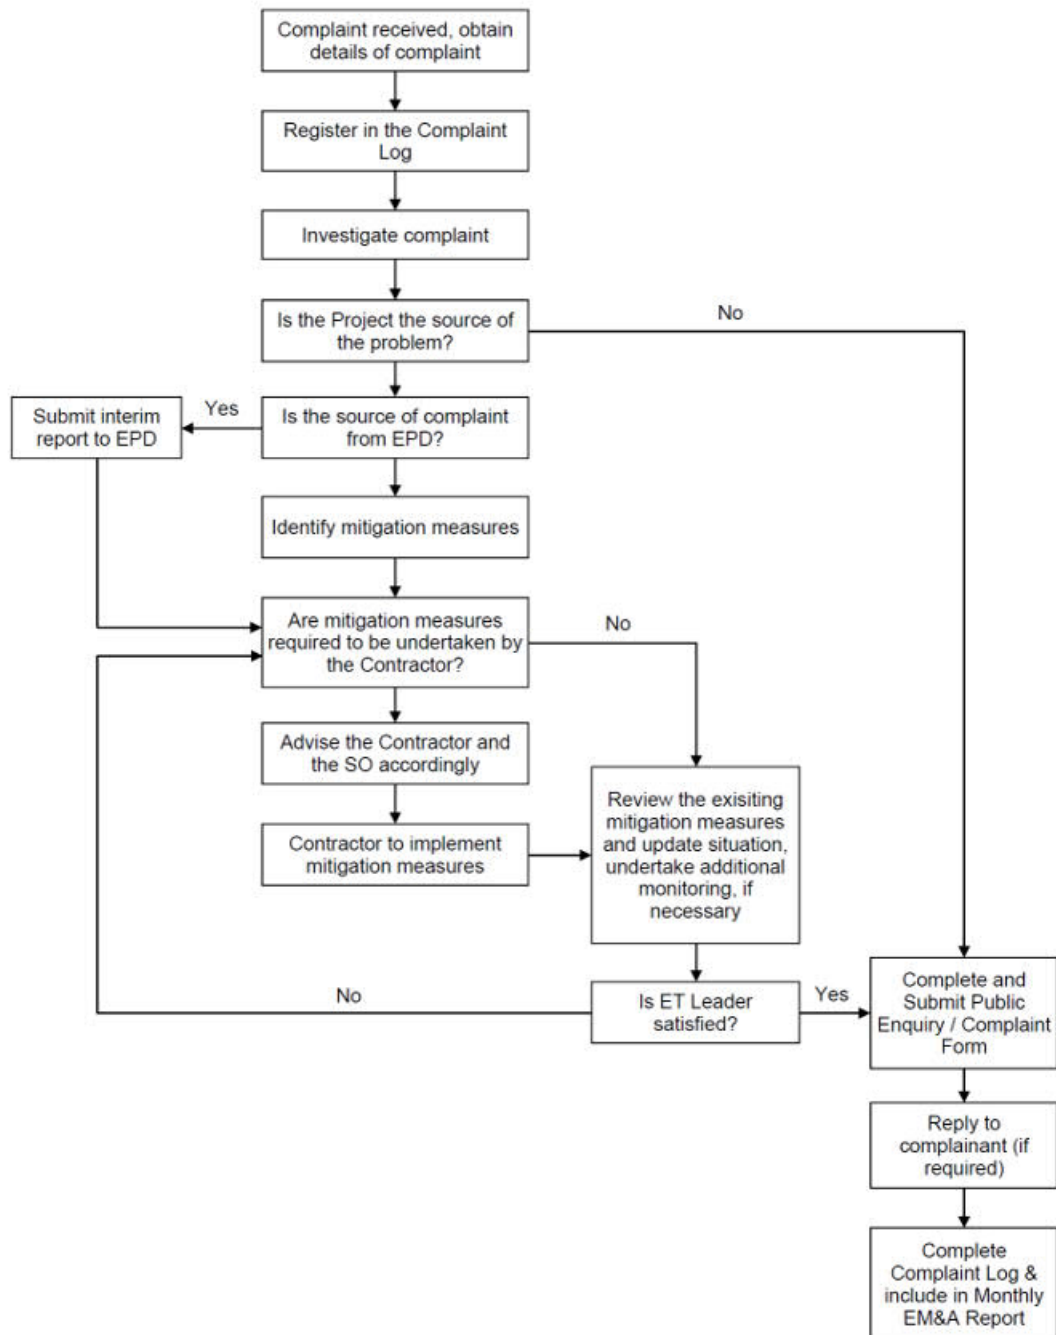 Complaint received, obtain
details of complaint
Register in the Complaint
Log
Investigate complaint
Is the Project the source of
the problem?
No
Submit interim
report to EPD
Yes
Is the source of complaint
from EPD?
Identify mitigation measures
Are mitigation measures
required to be undertaken by
the Contractor?
No
Advise the Contractor and
the SO accordingly
Contractor to implement
mitigation measures
Review the exisiting
mitigation measures
and update situation,
undertake additional
monitoring, if
necessary
No
Is ET Leader
satisfied?
Yes
Complete and
Submit Public
Enquiry / Complaint
Form
Reply to
complainant (if
required)
Complete
Complaint Log &
include in Monthly
EM&A Report